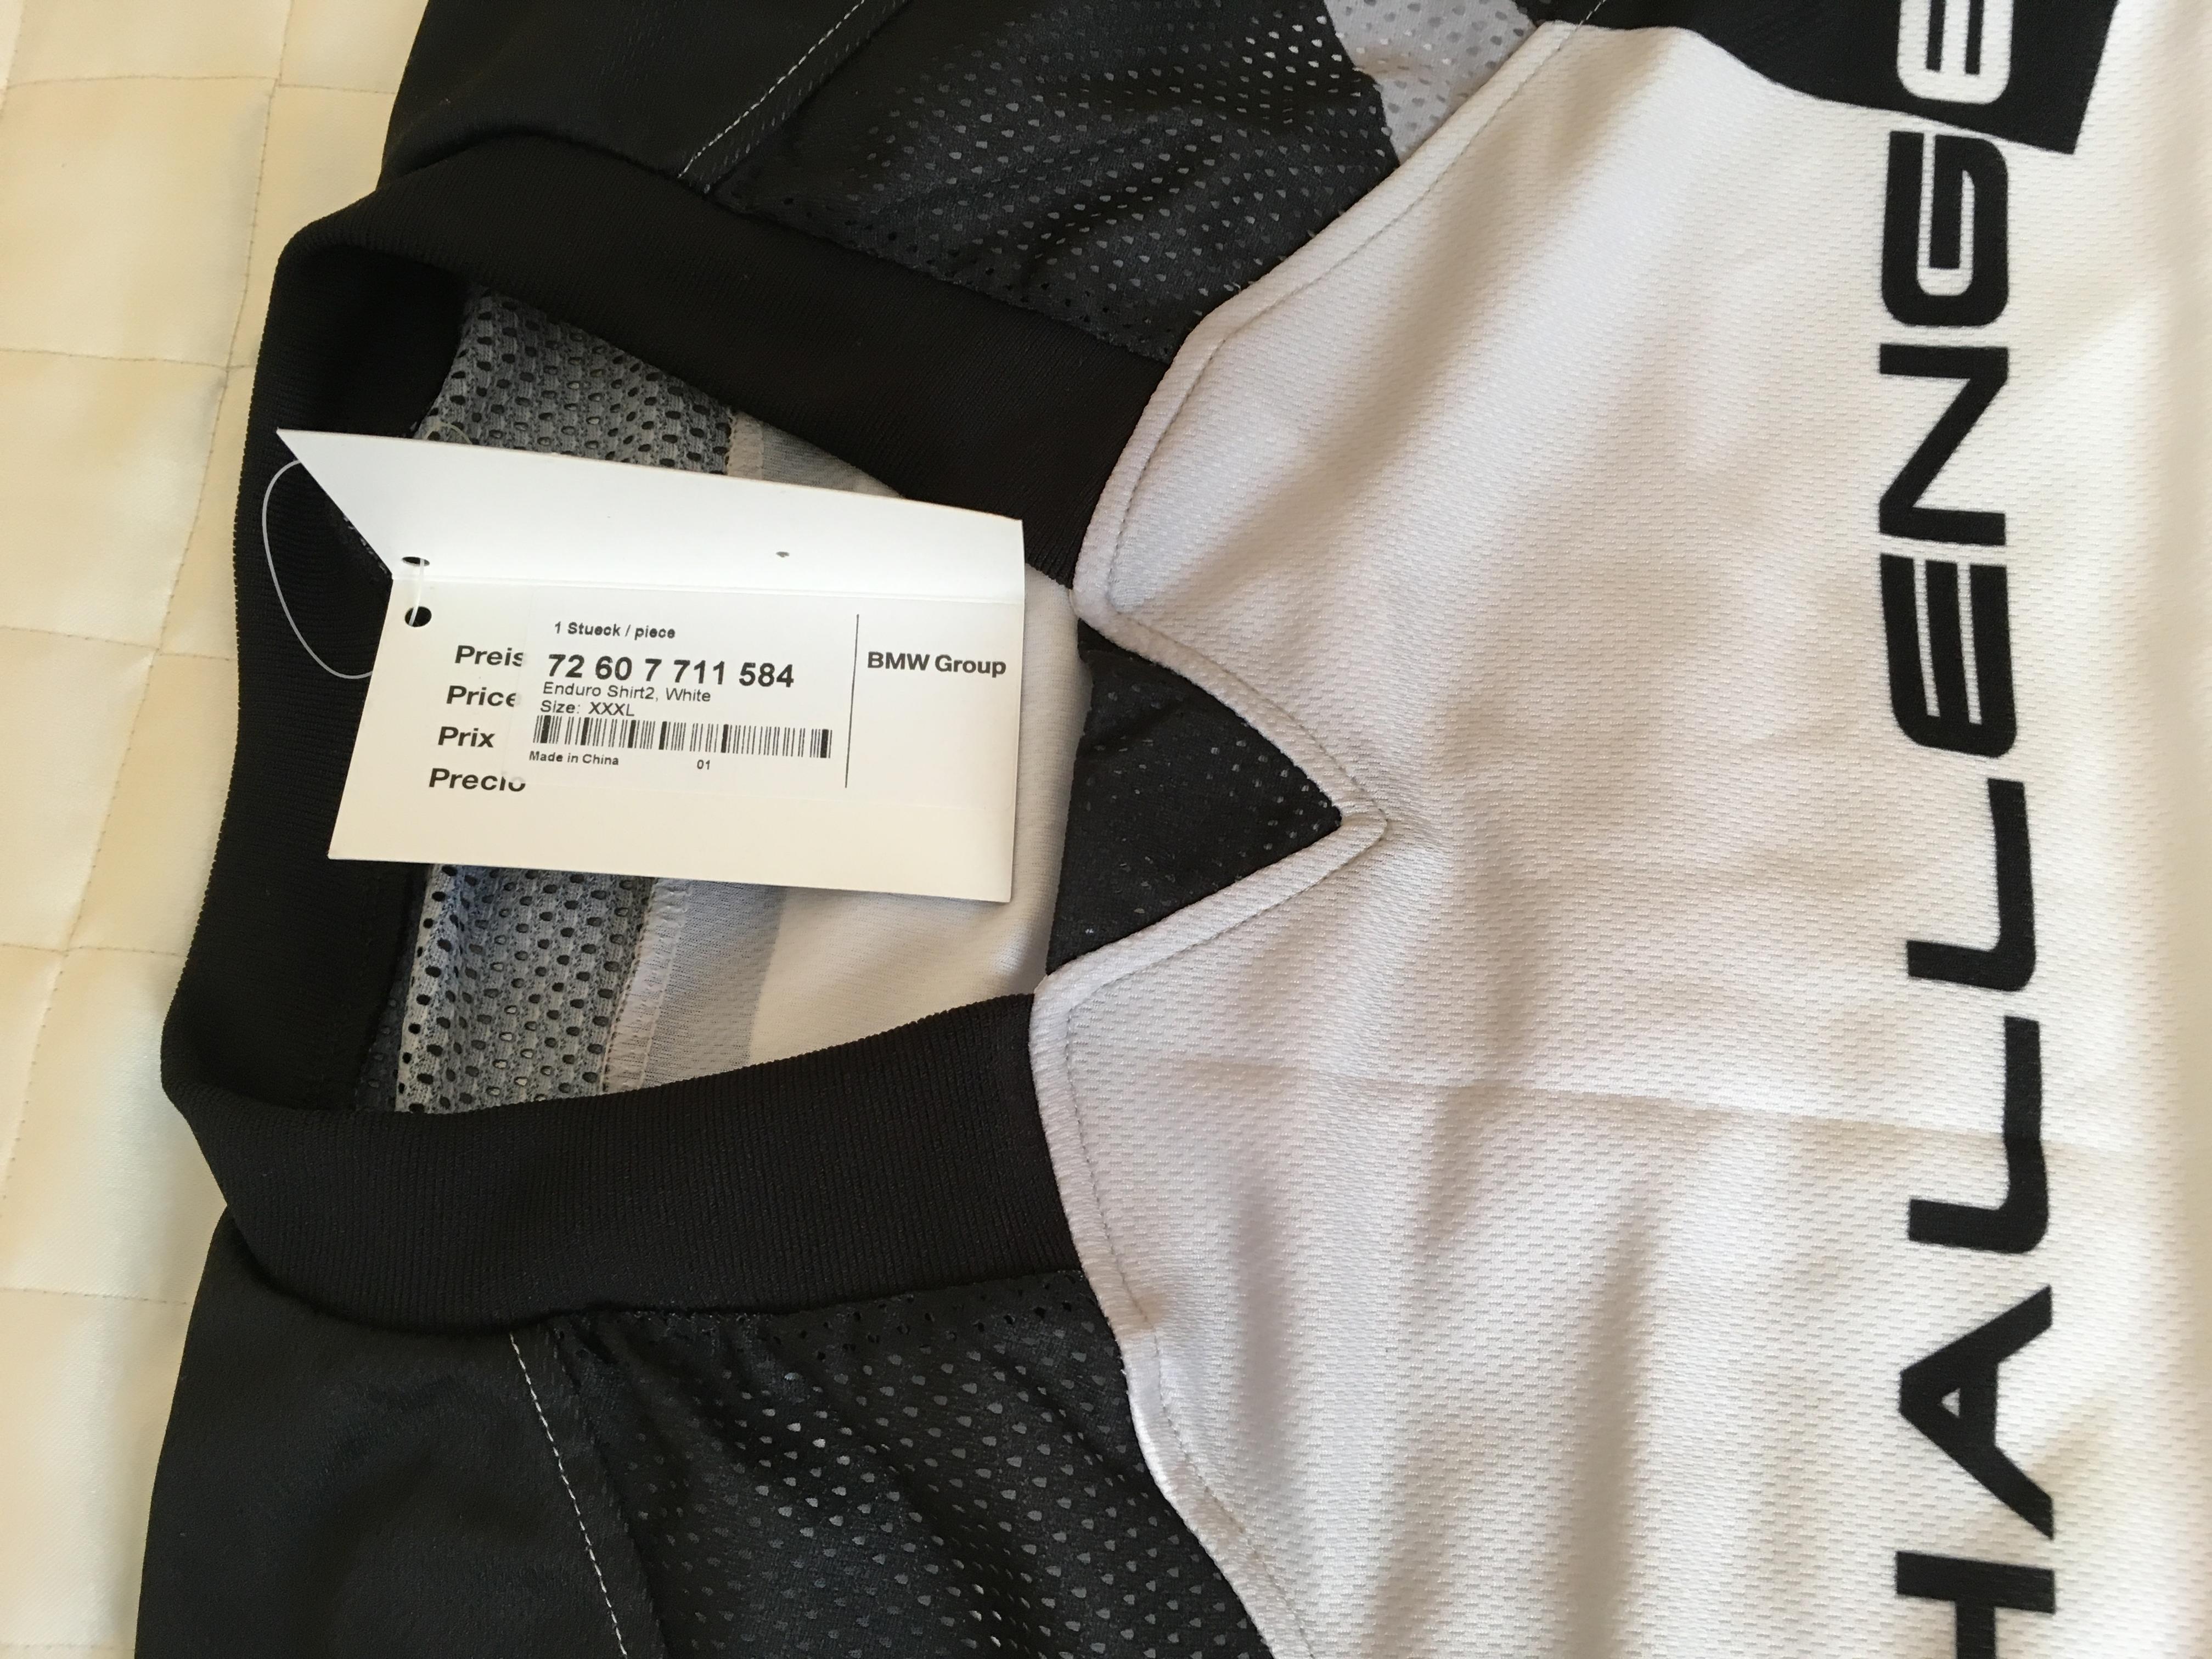 1 Stueck / piece
Preis
72 60 7 711 584
BMW Group
Enduro Shirt2, White
Price
Size: XXXL
Prix
Made in China
01
Precio
HALLENGE